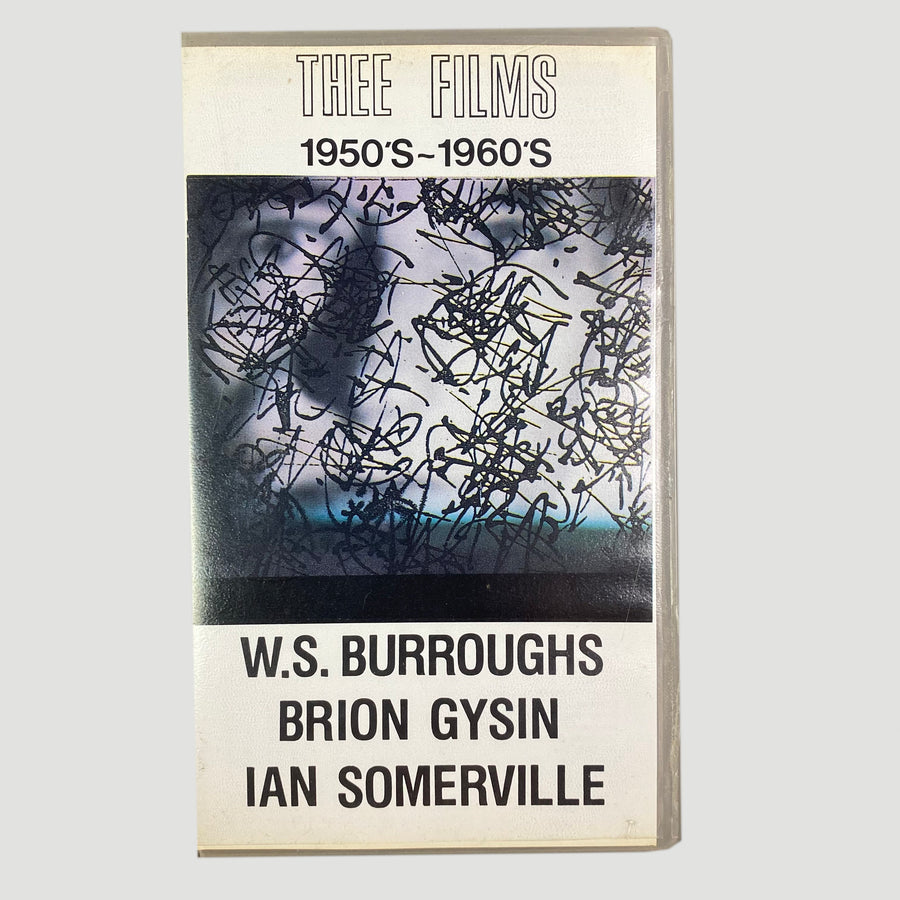 THEE FILMS
1950'S~1960'S
W.S. BURROUGHS
BRION GYSIN
IAN SOMERVILLE